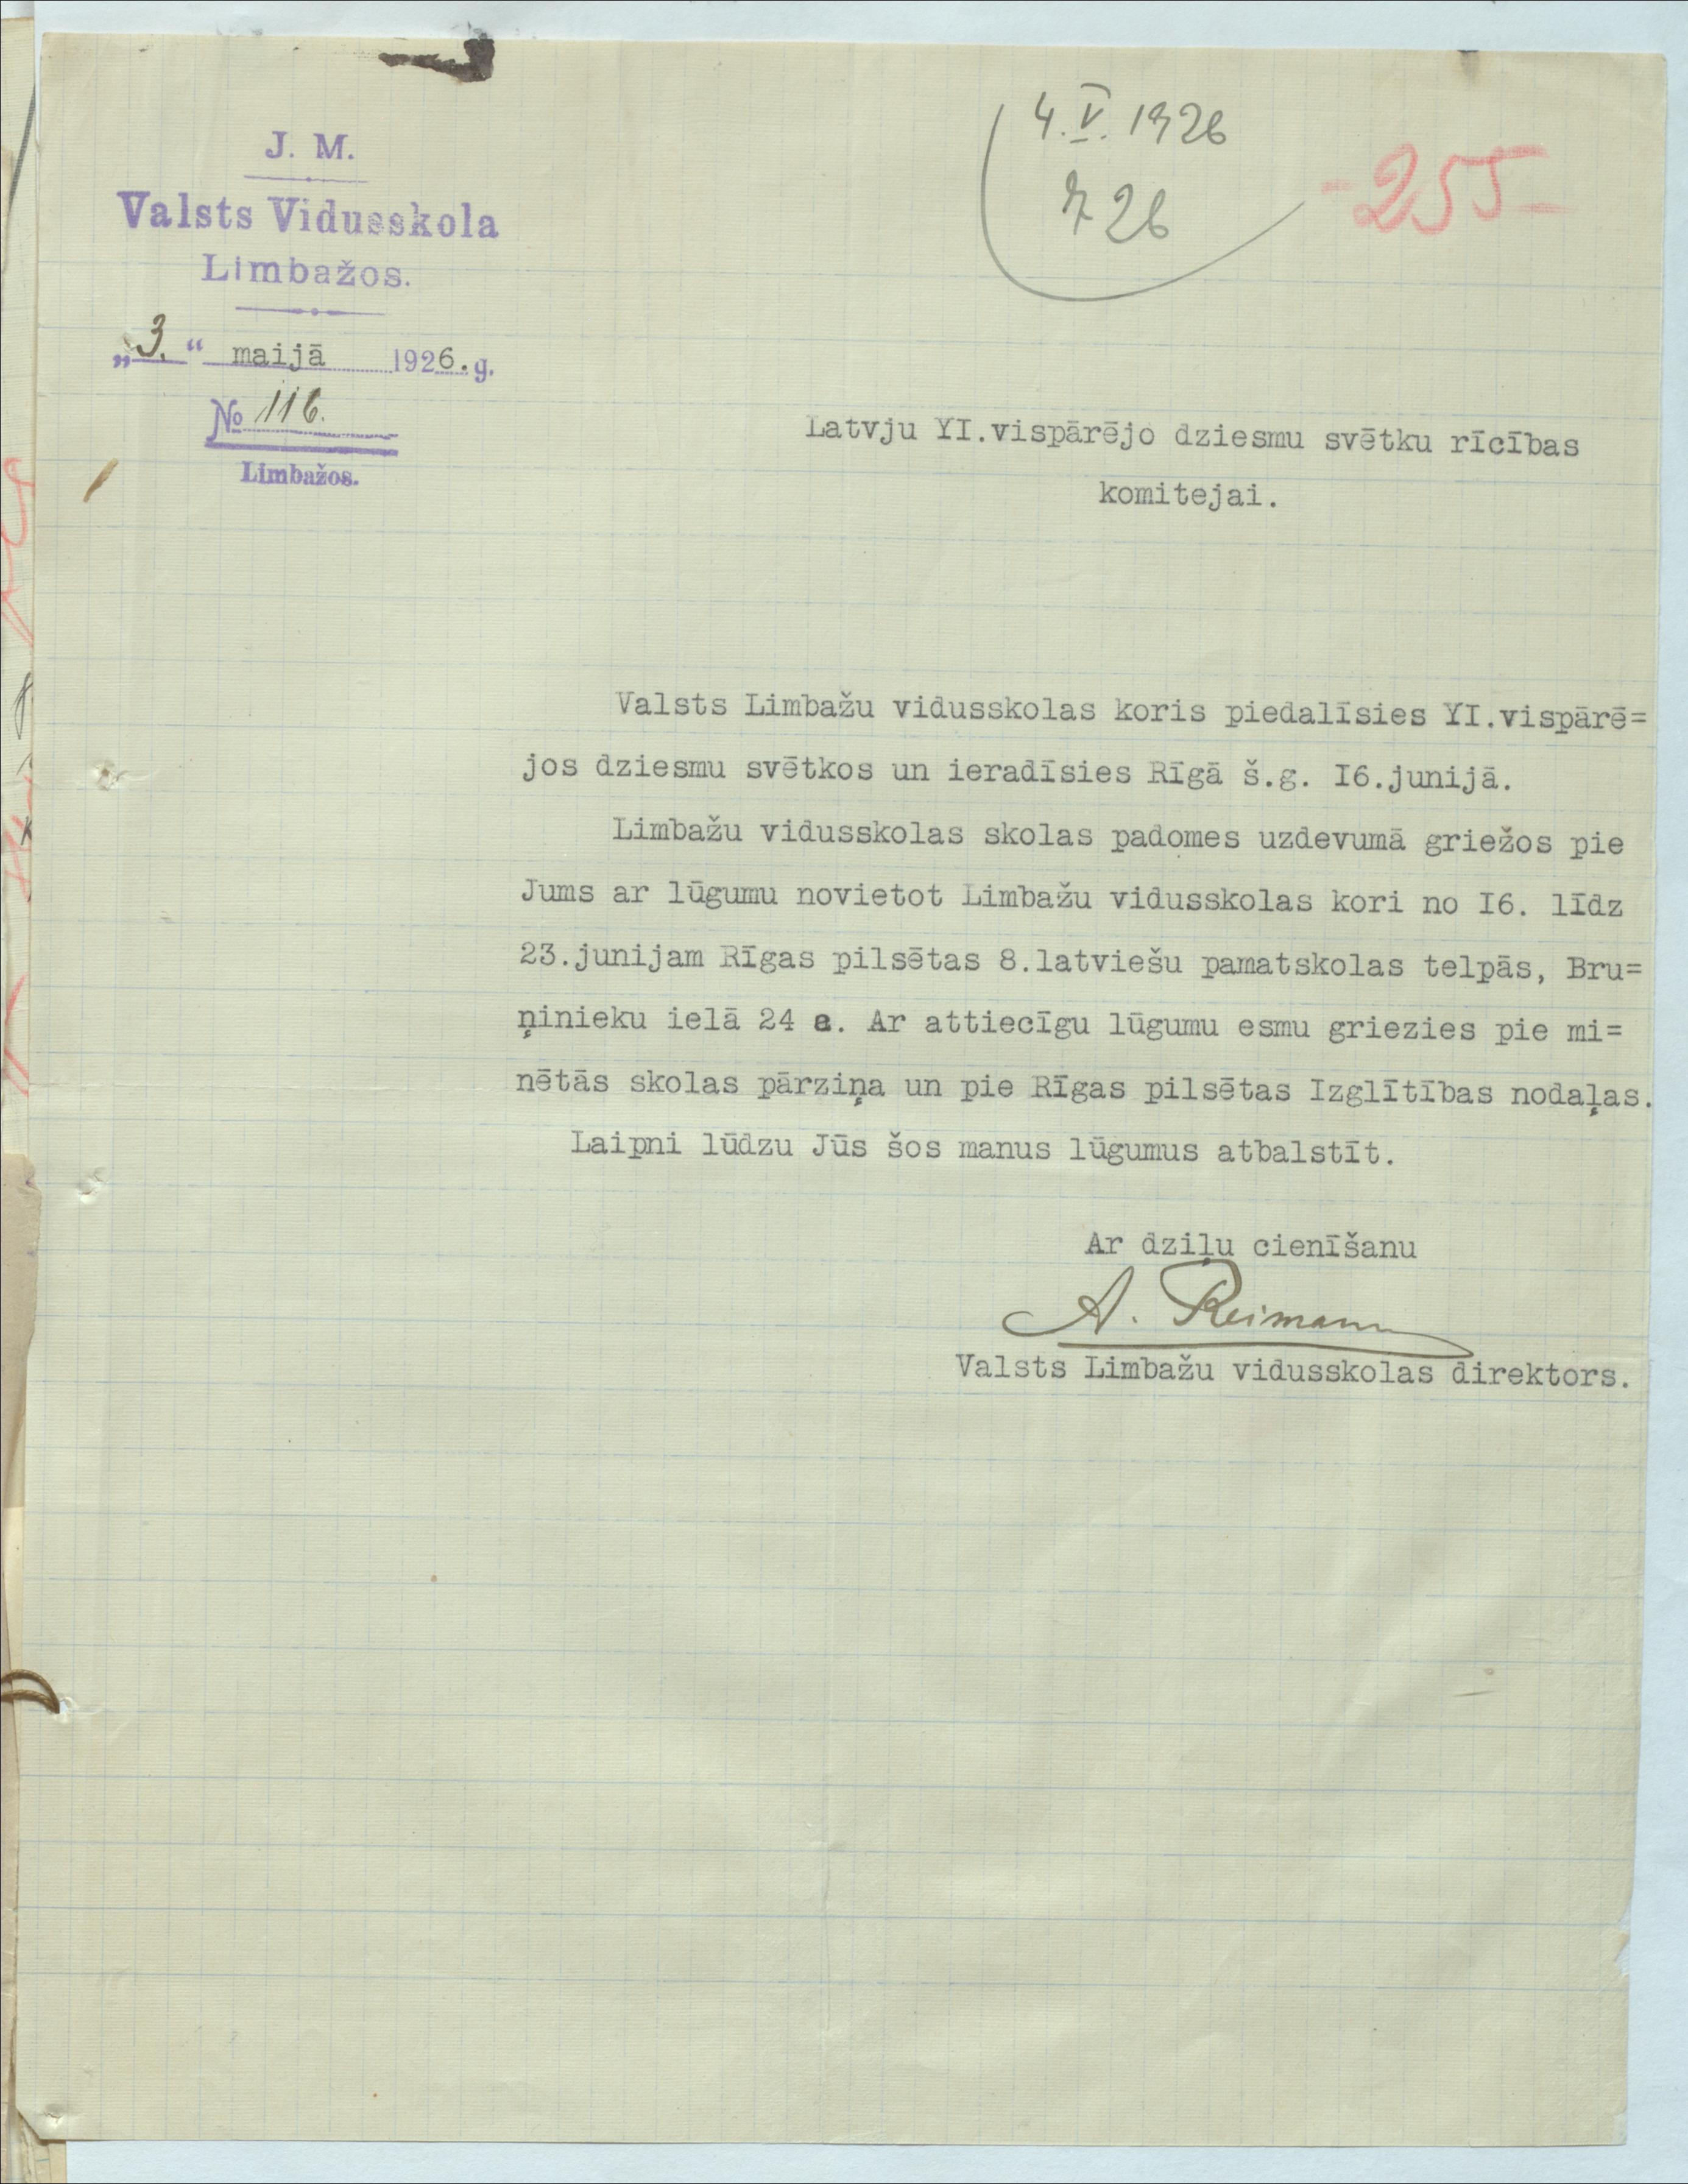 J. M.
Valsts Vidusskola
Limbažos.
„3.“ maijā 1926. g.
No 116.
Limbažos.
4. V. 1926
726
-255-
Latvju YI.vispārējo dziesmu svētku rīcības
komitejai.
Valsts Limbažu vidusskolas koris piedalīsies YI.vispārē=
jos dziesmu svētkos un ieradīsies Rīgā š.g. I6.junijā.
Limbažu vidusskolas skolas padomes uzdevumā griežos pie
Jums ar lūgumu novietot Limbažu vidusskolas kori no I6. līdz
23.junijam Rīgas pilsētas 8.latviešu pamatskolas telpās, Bru=
ņinieku ielā 24 e. Ar attiecīgu lūgumu esmu griezies pie mi=
nētās skolas pārziņa un pie Rīgas pilsētas Izglītības nodaļas.
Laipni lūdzu Jūs šos manus lūgumus atbalstīt.
Ar dziļu cienīšanu
A. Reimann
Valsts Limbažu vidusskolas direktors.